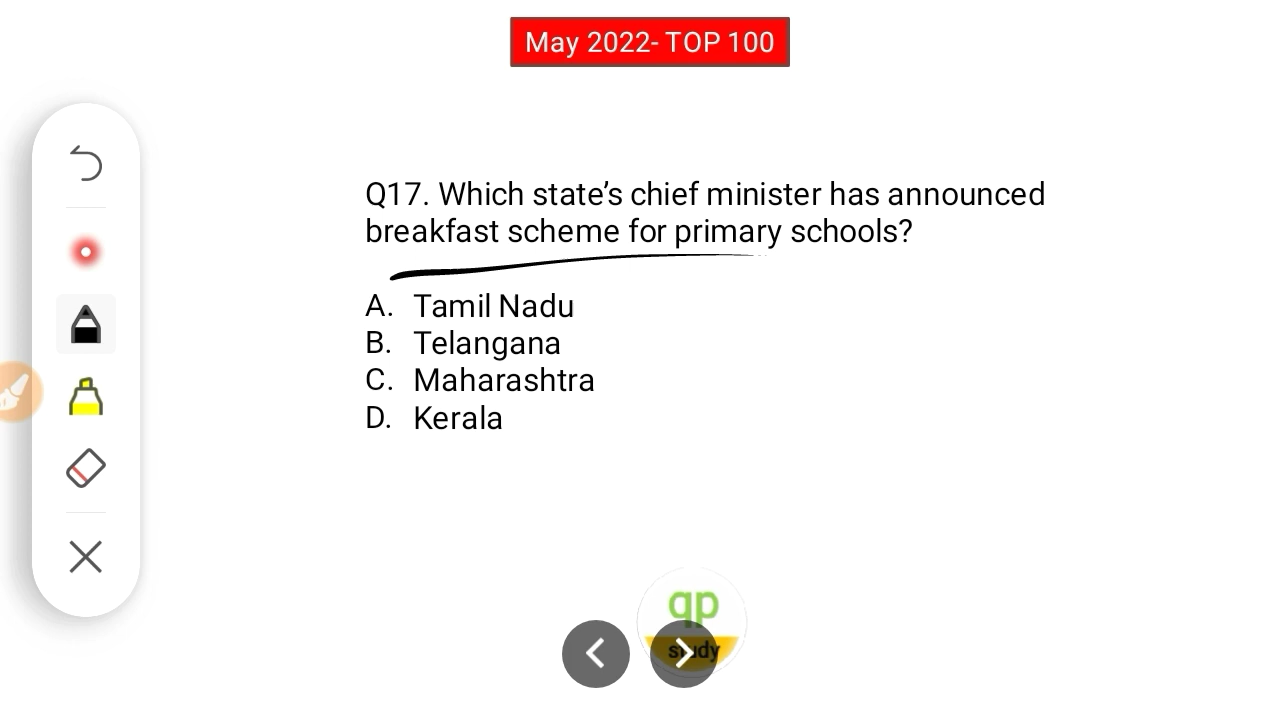 May 2022- TOP 100
Q17. Which state’s chief minister has announced
breakfast scheme for primary schools?
A. Tamil Nadu
B. Telangana
C. Maharashtra
D. Kerala
qp
study